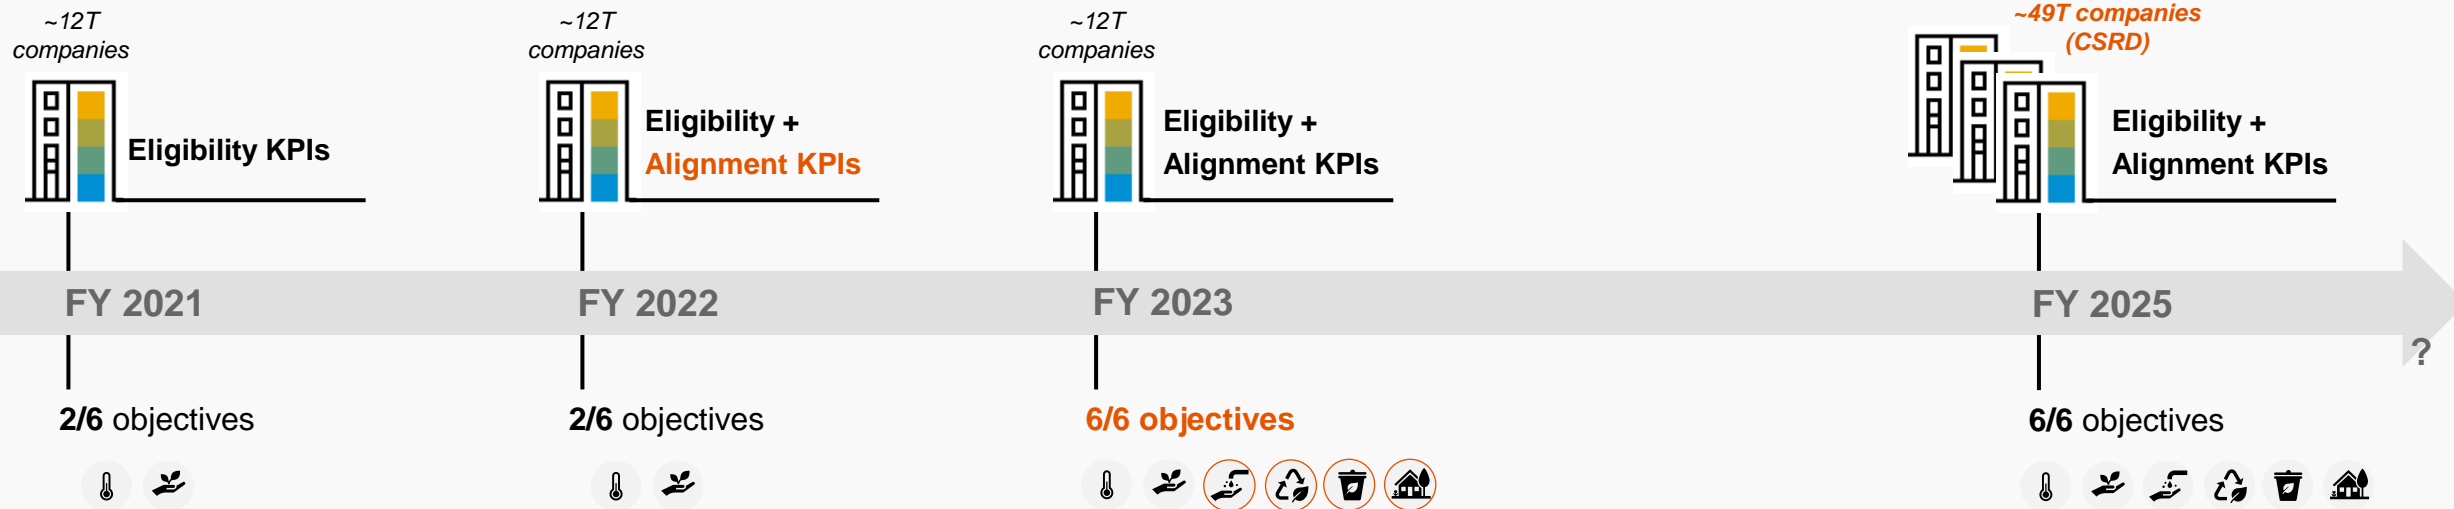 ~12T
companies
Eligibility KPIs
~12T
companies
Eligibility +
Alignment KPIs
~12T
companies
Eligibility +
Alignment KPIs
~49T companies
(CSRD)
Eligibility +
Alignment KPIs
FY 2021
FY 2022
FY 2023
FY 2025
?
2/6 objectives
2/6 objectives
6/6 objectives
6/6 objectives